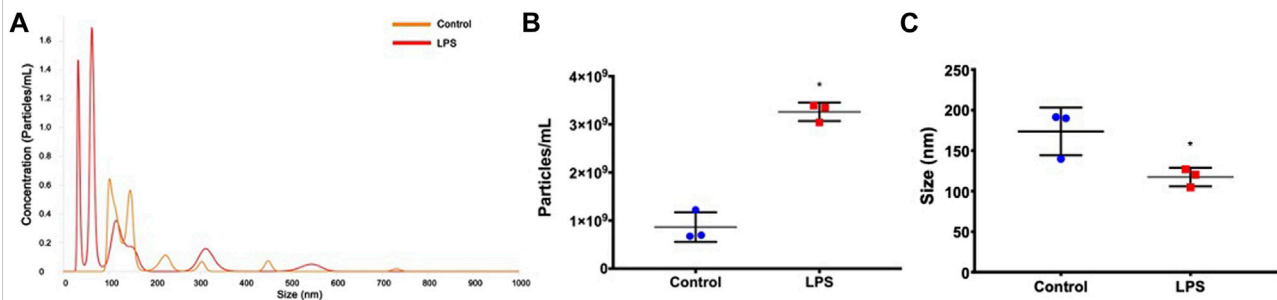 A
Concentration (Particles/mL)
1.6
1.4
1.2
1.0
0.8
0.6
0.4
0.2
0
0 100 200 300 400 500 600 700 800 900 1000
Size (nm)
Control
LPS
B
Particles/mL
4×10⁹
3×10⁹
2×10⁹
1×10⁹
0
*
Control LPS
C
Size (nm)
250
200
150
100
50
0
*
Control LPS